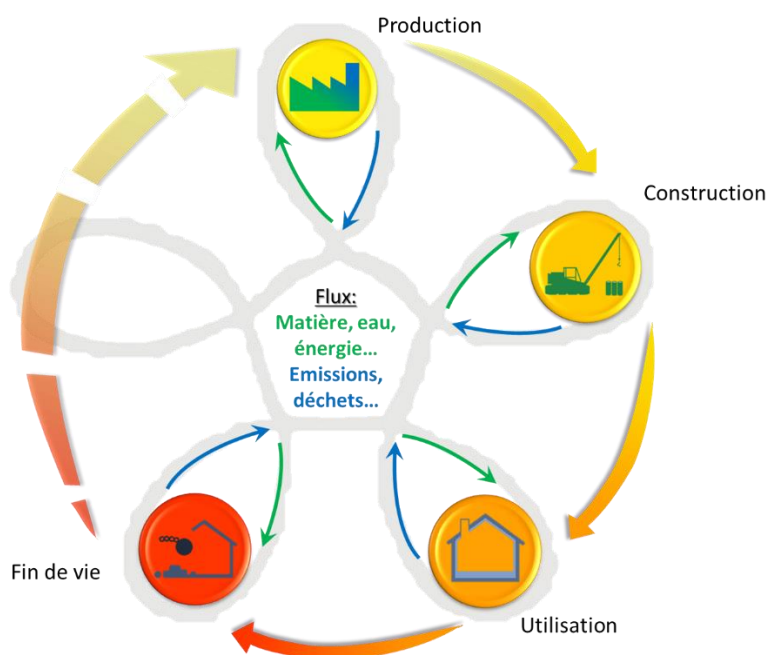 Production
Construction
Flux:
Matière, eau,
énergie…
Emissions,
déchets…
Fin de vie
Utilisation